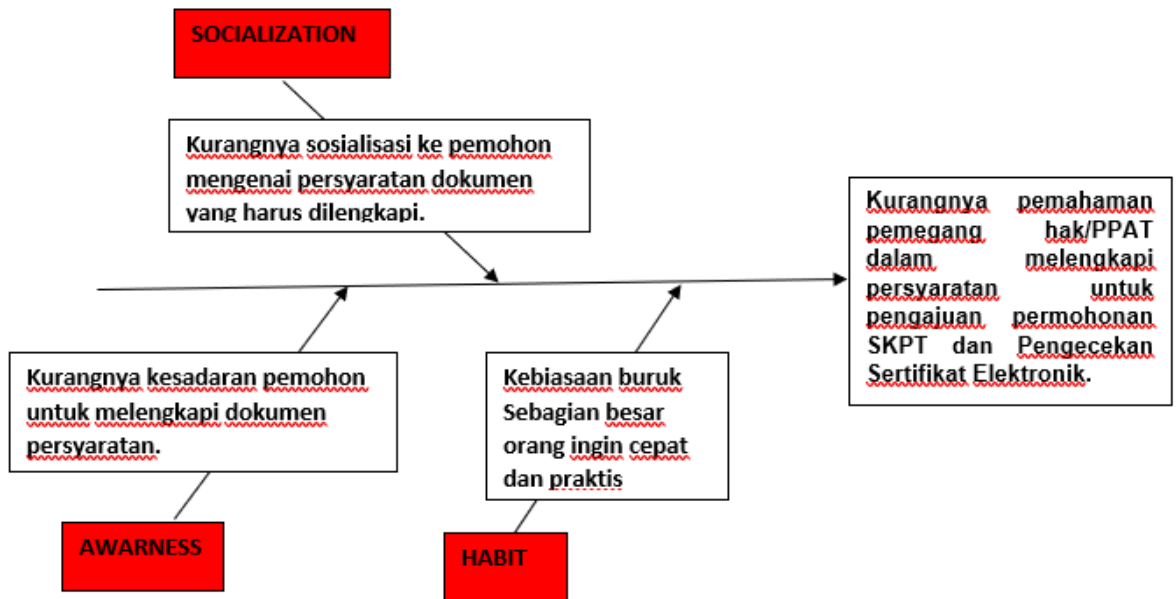 SOCIALIZATION
Kurangnya sosialisasi ke pemohon
mengenai persyaratan dokumen
yang harus dilengkapi.
Kurangnya pemahaman
pemegang hak/PPAT
dalam melengkapi
persyaratan untuk
pengajuan permohonan
SKPT dan Pengecekan
Sertifikat Elektronik.
Kurangnya kesadaran pemohon
untuk melengkapi dokumen
persyaratan.
Kebiasaan buruk
Sebagian besar
orang ingin cepat
dan praktis
AWARNESS
HABIT